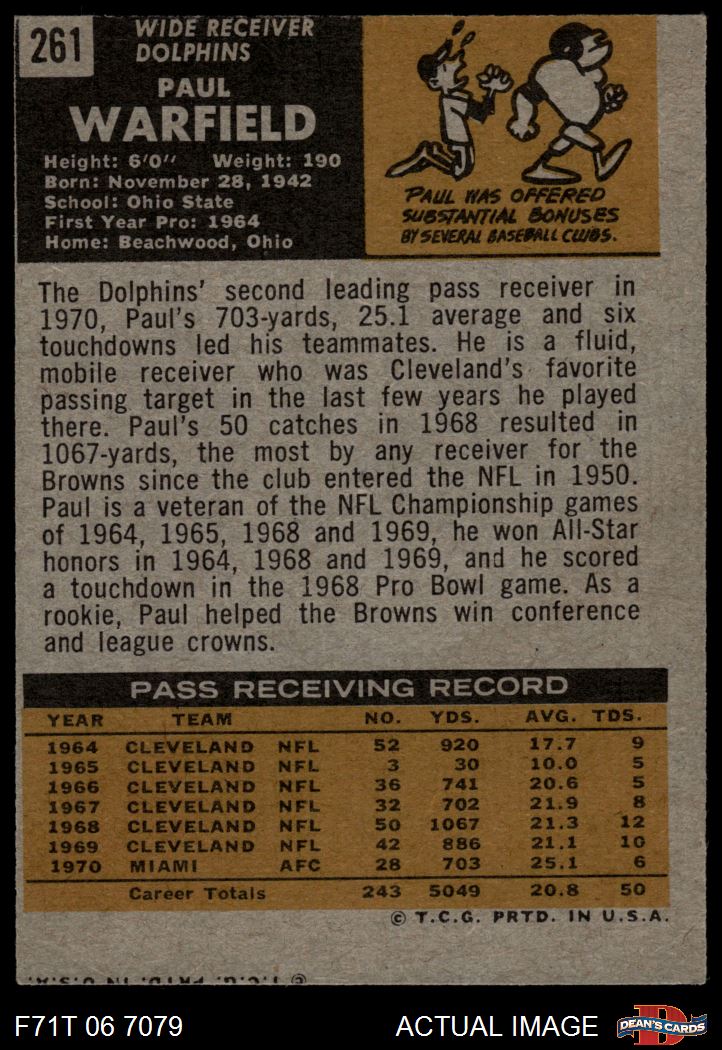 261
WIDE RECEIVER
DOLPHINS
PAUL
WARFIELD
Height: 6'0" Weight: 190
Born: November 28, 1942
School: Ohio State
First Year Pro: 1964
Home: Beachwood, Ohio
PAUL WAS OFFERED
SUBSTANTIAL BONUSES
BY SEVERAL BASEBALL CLUBS.
The Dolphins' second leading pass receiver in
1970, Paul's 703-yards, 25.1 average and six
touchdowns led his teammates. He is a fluid,
mobile receiver who was Cleveland's favorite
passing target in the last few years he played
there. Paul's 50 catches in 1968 resulted in
1067-yards, the most by any receiver for the
Browns since the club entered the NFL in 1950.
Paul is a veteran of the NFL Championship games
of 1964, 1965, 1968 and 1969, he won All-Star
honors in 1964, 1968 and 1969, and he scored
a touchdown in the 1968 Pro Bowl game. As a
rookie, Paul helped the Browns win conference
and league crowns.
PASS RECEIVING RECORD
YEAR TEAM NO. YDS. AVG. TDS.
1964 CLEVELAND NFL 52 920 17.7 9
1965 CLEVELAND NFL 3 30 10.0 5
1966 CLEVELAND NFL 36 741 20.6 5
1967 CLEVELAND NFL 32 702 21.9 8
1968 CLEVELAND NFL 50 1067 21.3 12
1969 CLEVELAND NFL 42 886 21.1 10
1970 MIAMI AFC 28 703 25.1 6
Career Totals 243 5049 20.8 50
© T.C.G. PRTD. IN U.S.A.
© T.C.G. PRTD. IN U.S.A.
F71T 06 7079
ACTUAL IMAGE
D
DEAN'S CARDS